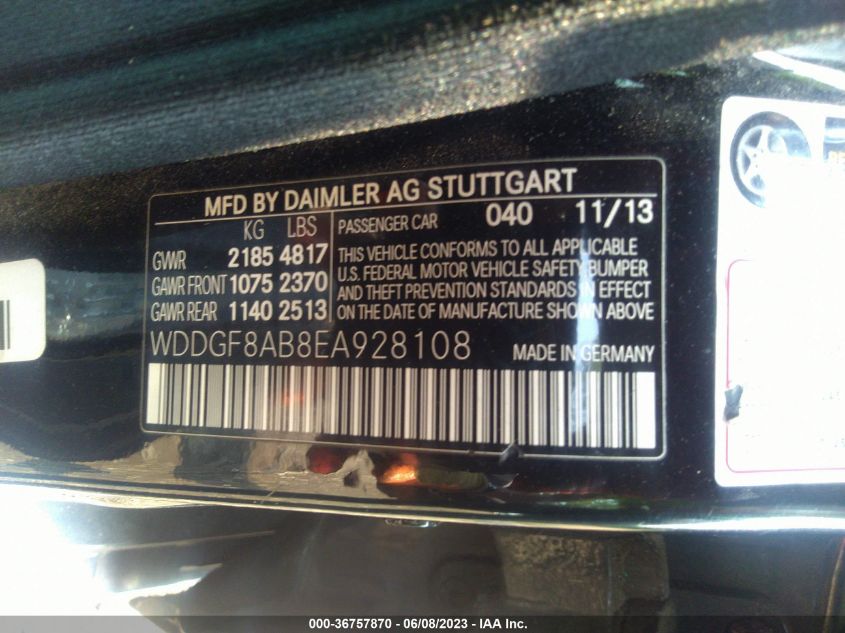 MFD BY DAIMLER AG STUTTGART
KG LBS
GWR 2185 4817
GAWR FRONT 1075 2370
GAWR REAR 1140 2513
PASSENGER CAR 040 11/13
THIS VEHICLE CONFORMS TO ALL APPLICABLE
U.S. FEDERAL MOTOR VEHICLE SAFETY BUMPER
AND THEFT PREVENTION STANDARDS IN EFFECT
ON THE DATE OF MANUFACTURE SHOWN ABOVE
WDDGF8AB8EA928108 MADE IN GERMANY
000-36757870 - 06/08/2023 - IAA Inc.